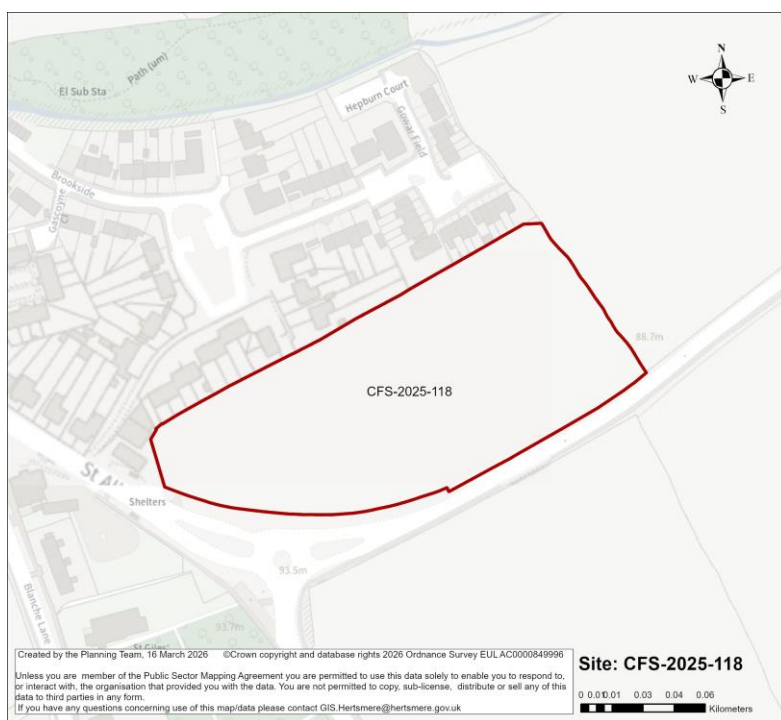 N
W E
S
Path (um)
El Sub Sta
Hepburn Court
Gowar Field
Brookside
Gascoyne
Cl
88.7m
CFS-2025-118
St Al
Shelters
93.5m
Blanche Lane
93.7m
St Giles'
Created by the Planning Team, 16 March 2026 ©Crown copyright and database rights 2026 Ordnance Survey EUL AC0000849996
Unless you are member of the Public Sector Mapping Agreement you are permitted to use this data solely to enable you to respond to,
or interact with, the organisation that provided you with the data. You are not permitted to copy, sub-license, distribute or sell any of this
data to third parties in any form.
If you have any questions concerning use of this map/data please contact GIS.Hertsmere@hertsmere.gov.uk
Site: CFS-2025-118
0 0.01 0.01 0.03 0.04 0.06
Kilometers